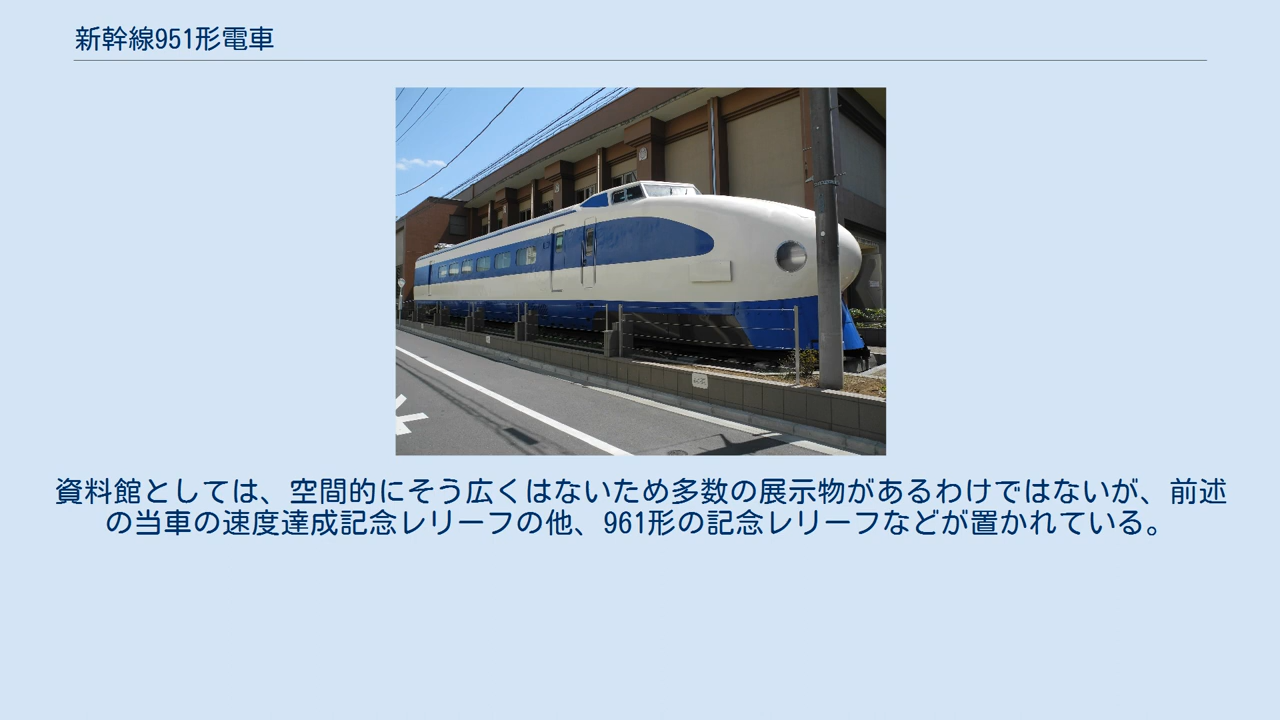 新幹線951形電車
資料館としては、空間的にそう広くはないため多数の展示物があるわけではないが、前述
の当車の速度達成記念レリーフの他、961形の記念レリーフなどが置かれている。